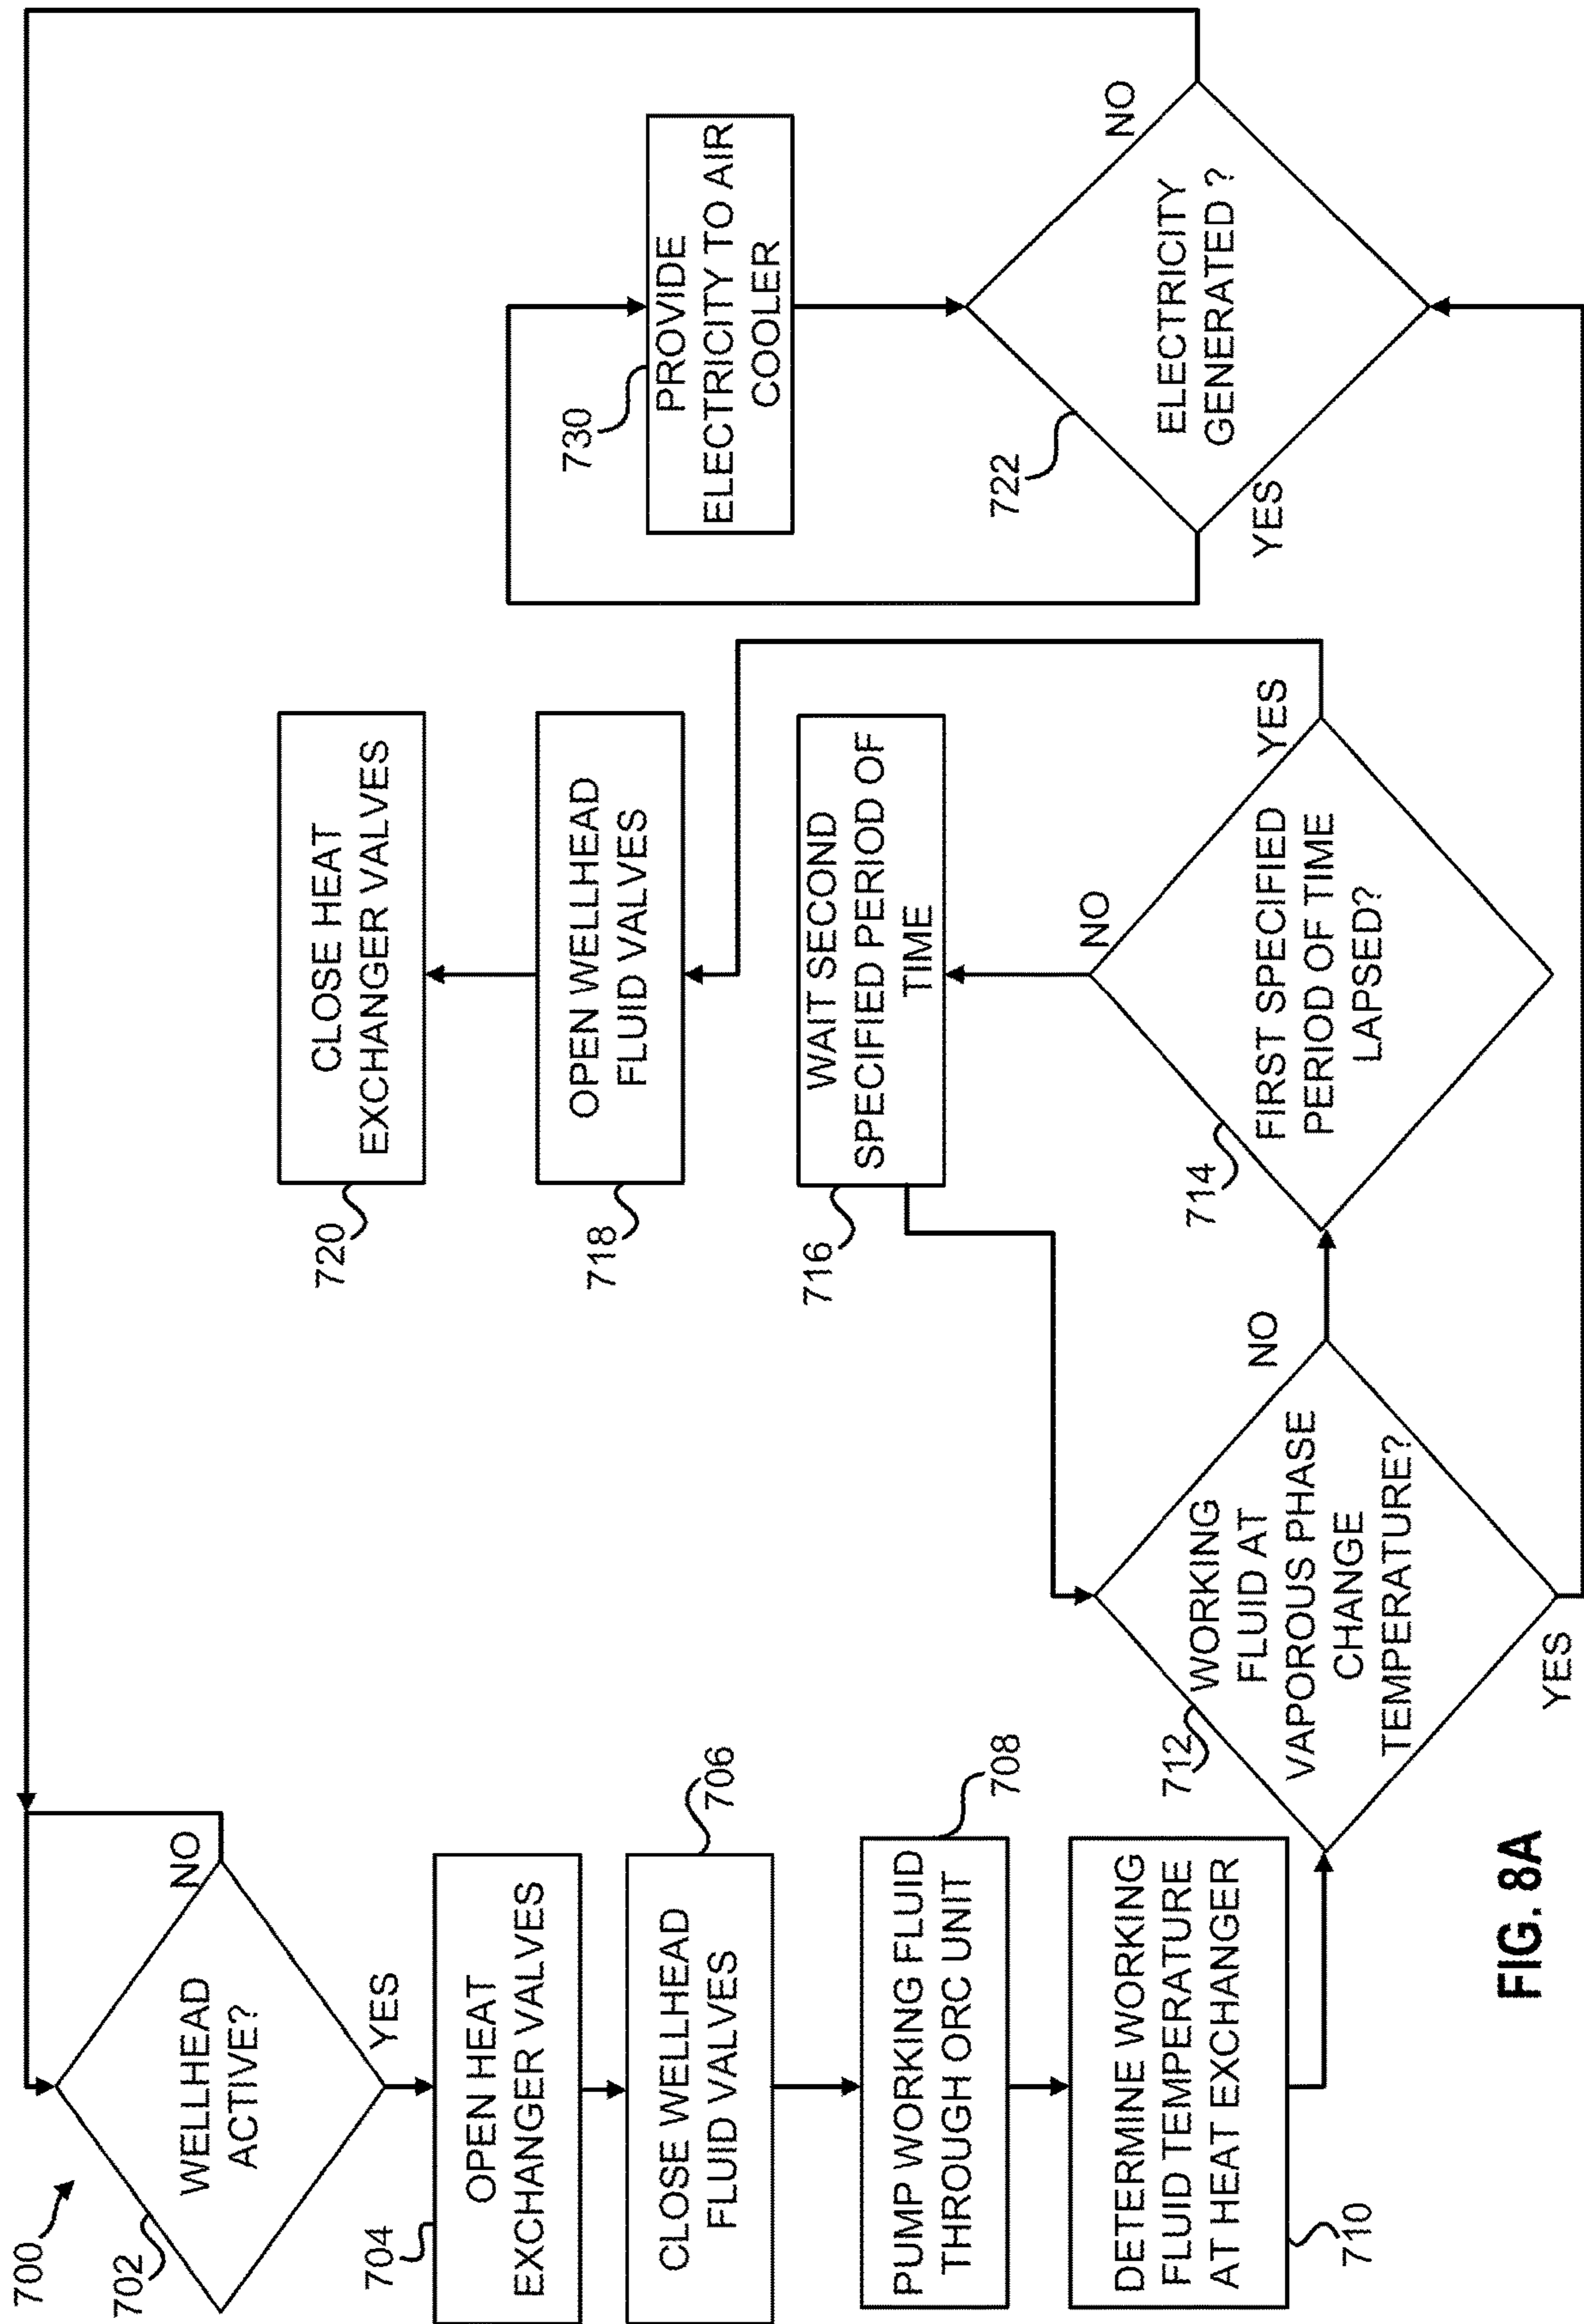 700
702
WELLHEAD
ACTIVE?
NO
YES
704
OPEN HEAT
EXCHANGER VALVES
706
CLOSE WELLHEAD
FLUID VALVES
708
PUMP WORKING FLUID
THROUGH ORC UNIT
710
DETERMINE WORKING
FLUID TEMPERATURE
AT HEAT EXCHANGER
712
WORKING
FLUID AT
VAPOROUS PHASE
CHANGE
TEMPERATURE?
NO
YES
714
FIRST SPECIFIED
PERIOD OF TIME
LAPSED?
NO
YES
716
WAIT SECOND
SPECIFIED PERIOD OF
TIME
718
OPEN WELLHEAD
FLUID VALVES
720
CLOSE HEAT
EXCHANGER VALVES
722
ELECTRICITY
GENERATED ?
YES
NO
730
PROVIDE
ELECTRICITY TO AIR
COOLER
FIG. 8A